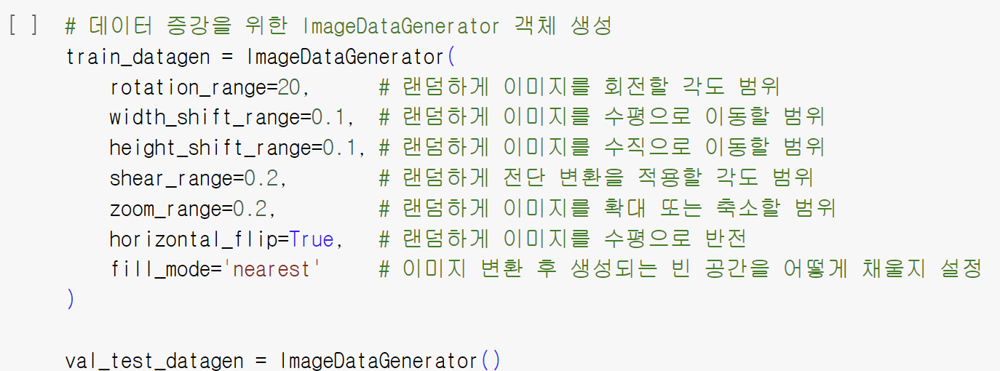 [ ] # 데이터 증강을 위한 ImageDataGenerator 객체 생성
train_datagen = ImageDataGenerator(
rotation_range=20, # 랜덤하게 이미지를 회전할 각도 범위
width_shift_range=0.1, # 랜덤하게 이미지를 수평으로 이동할 범위
height_shift_range=0.1, # 랜덤하게 이미지를 수직으로 이동할 범위
shear_range=0.2, # 랜덤하게 전단 변환을 적용할 각도 범위
zoom_range=0.2, # 랜덤하게 이미지를 확대 또는 축소할 범위
horizontal_flip=True, # 랜덤하게 이미지를 수평으로 반전
fill_mode='nearest' # 이미지 변환 후 생성되는 빈 공간을 어떻게 채울지 설정
)
val_test_datagen = ImageDataGenerator()